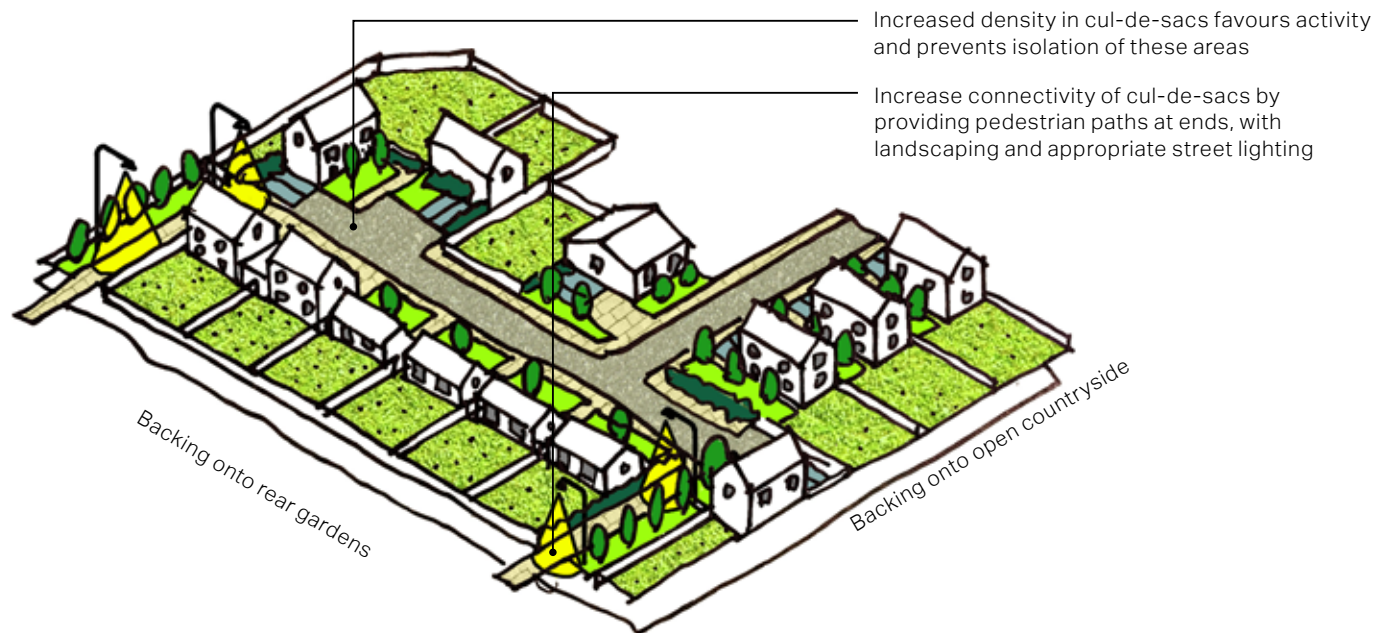 Increased density in cul-de-sacs favours activity
and prevents isolation of these areas
Increase connectivity of cul-de-sacs by
providing pedestrian paths at ends, with
landscaping and appropriate street lighting
Backing onto rear gardens
Backing onto open countryside